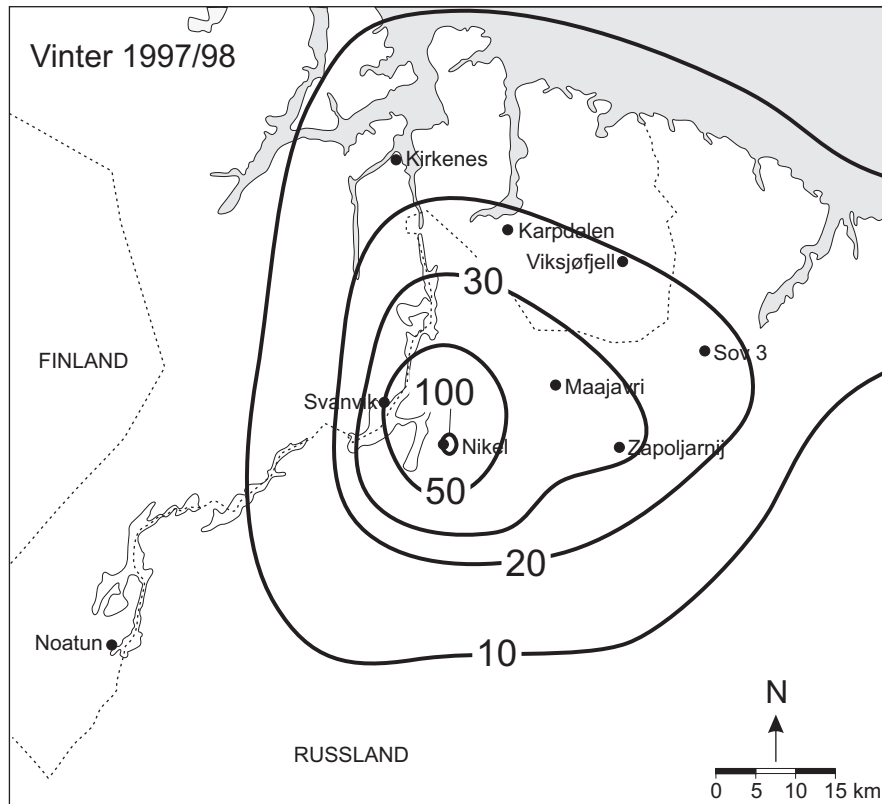 Vinter 1997/98
Kirkenes
Karpdalen
Viksjøfjell
30
FINLAND
Sov 3
Maajavri
100
Svanvik
Nikel
Zapoljarnij
50
20
Noatun
10
N
RUSSLAND
0 5 10 15 km